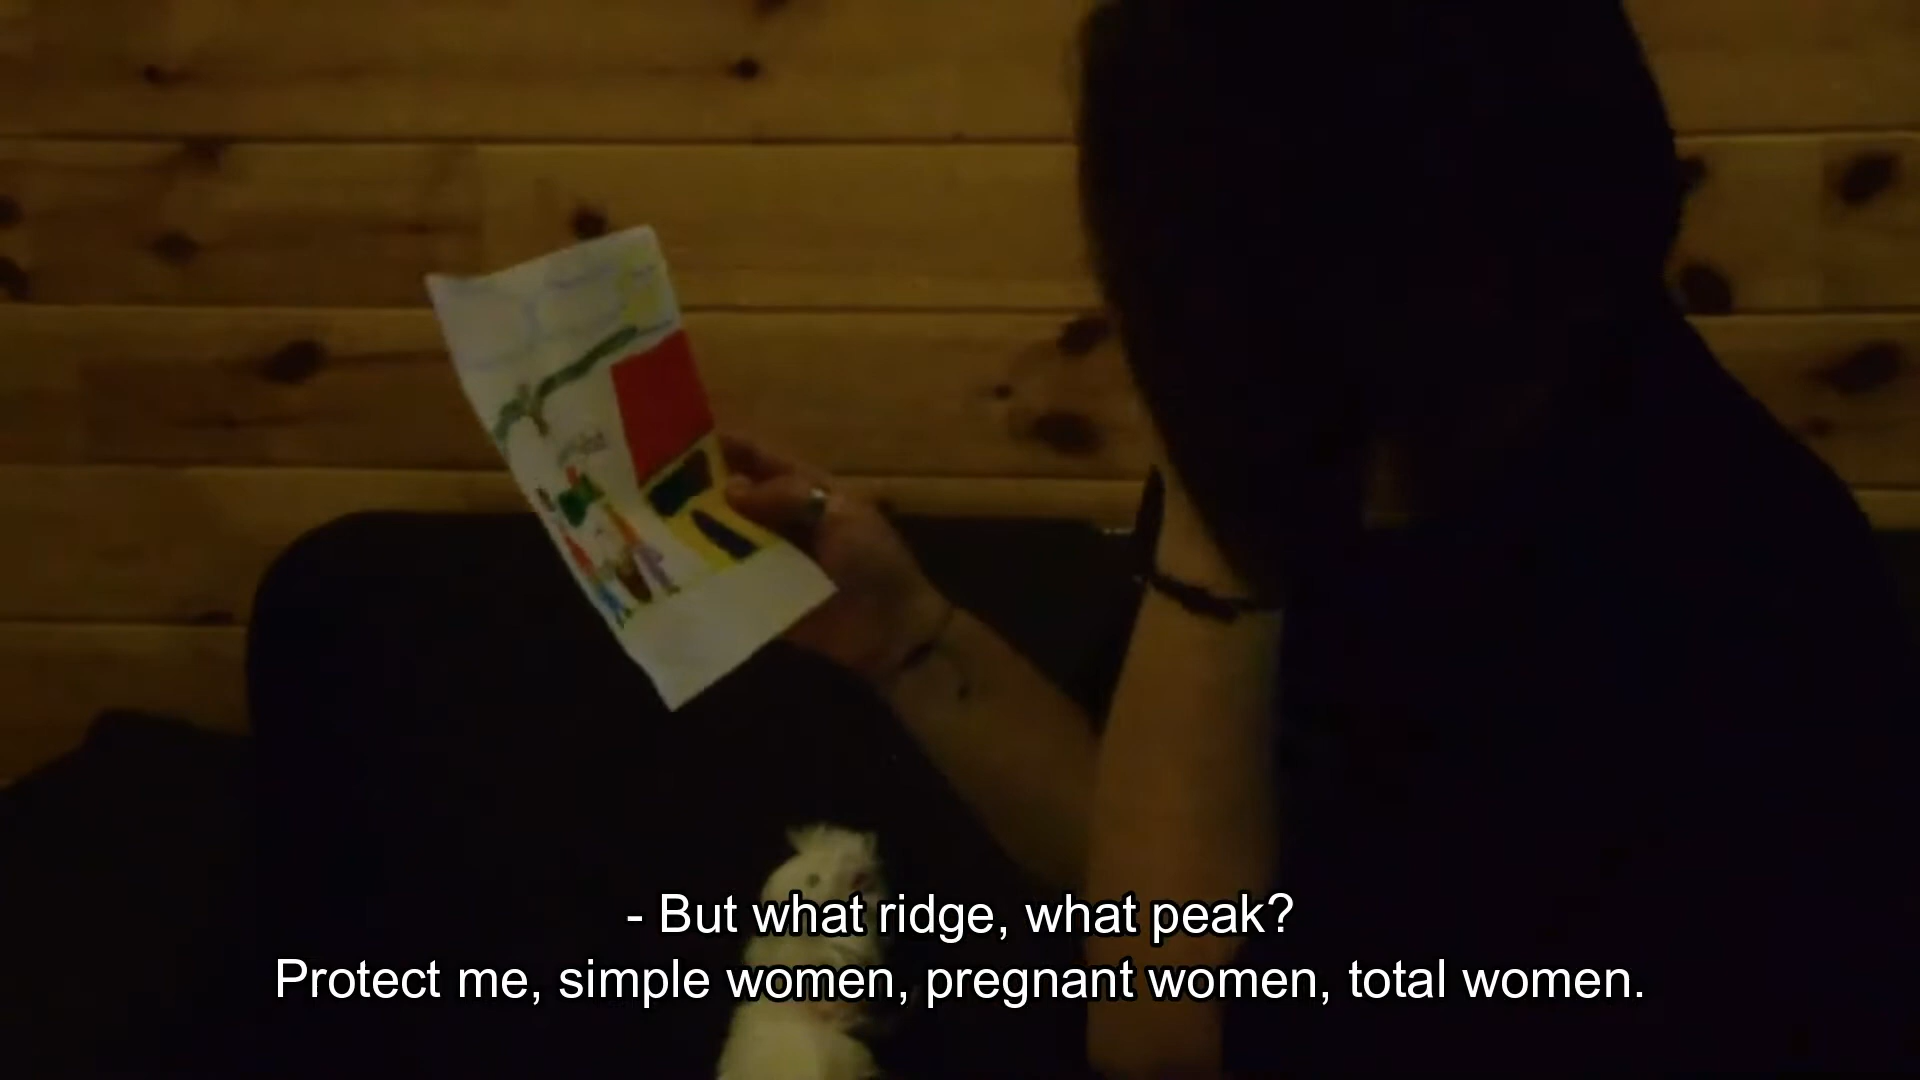 - But what ridge, what peak?
Protect me, simple women, pregnant women, total women.